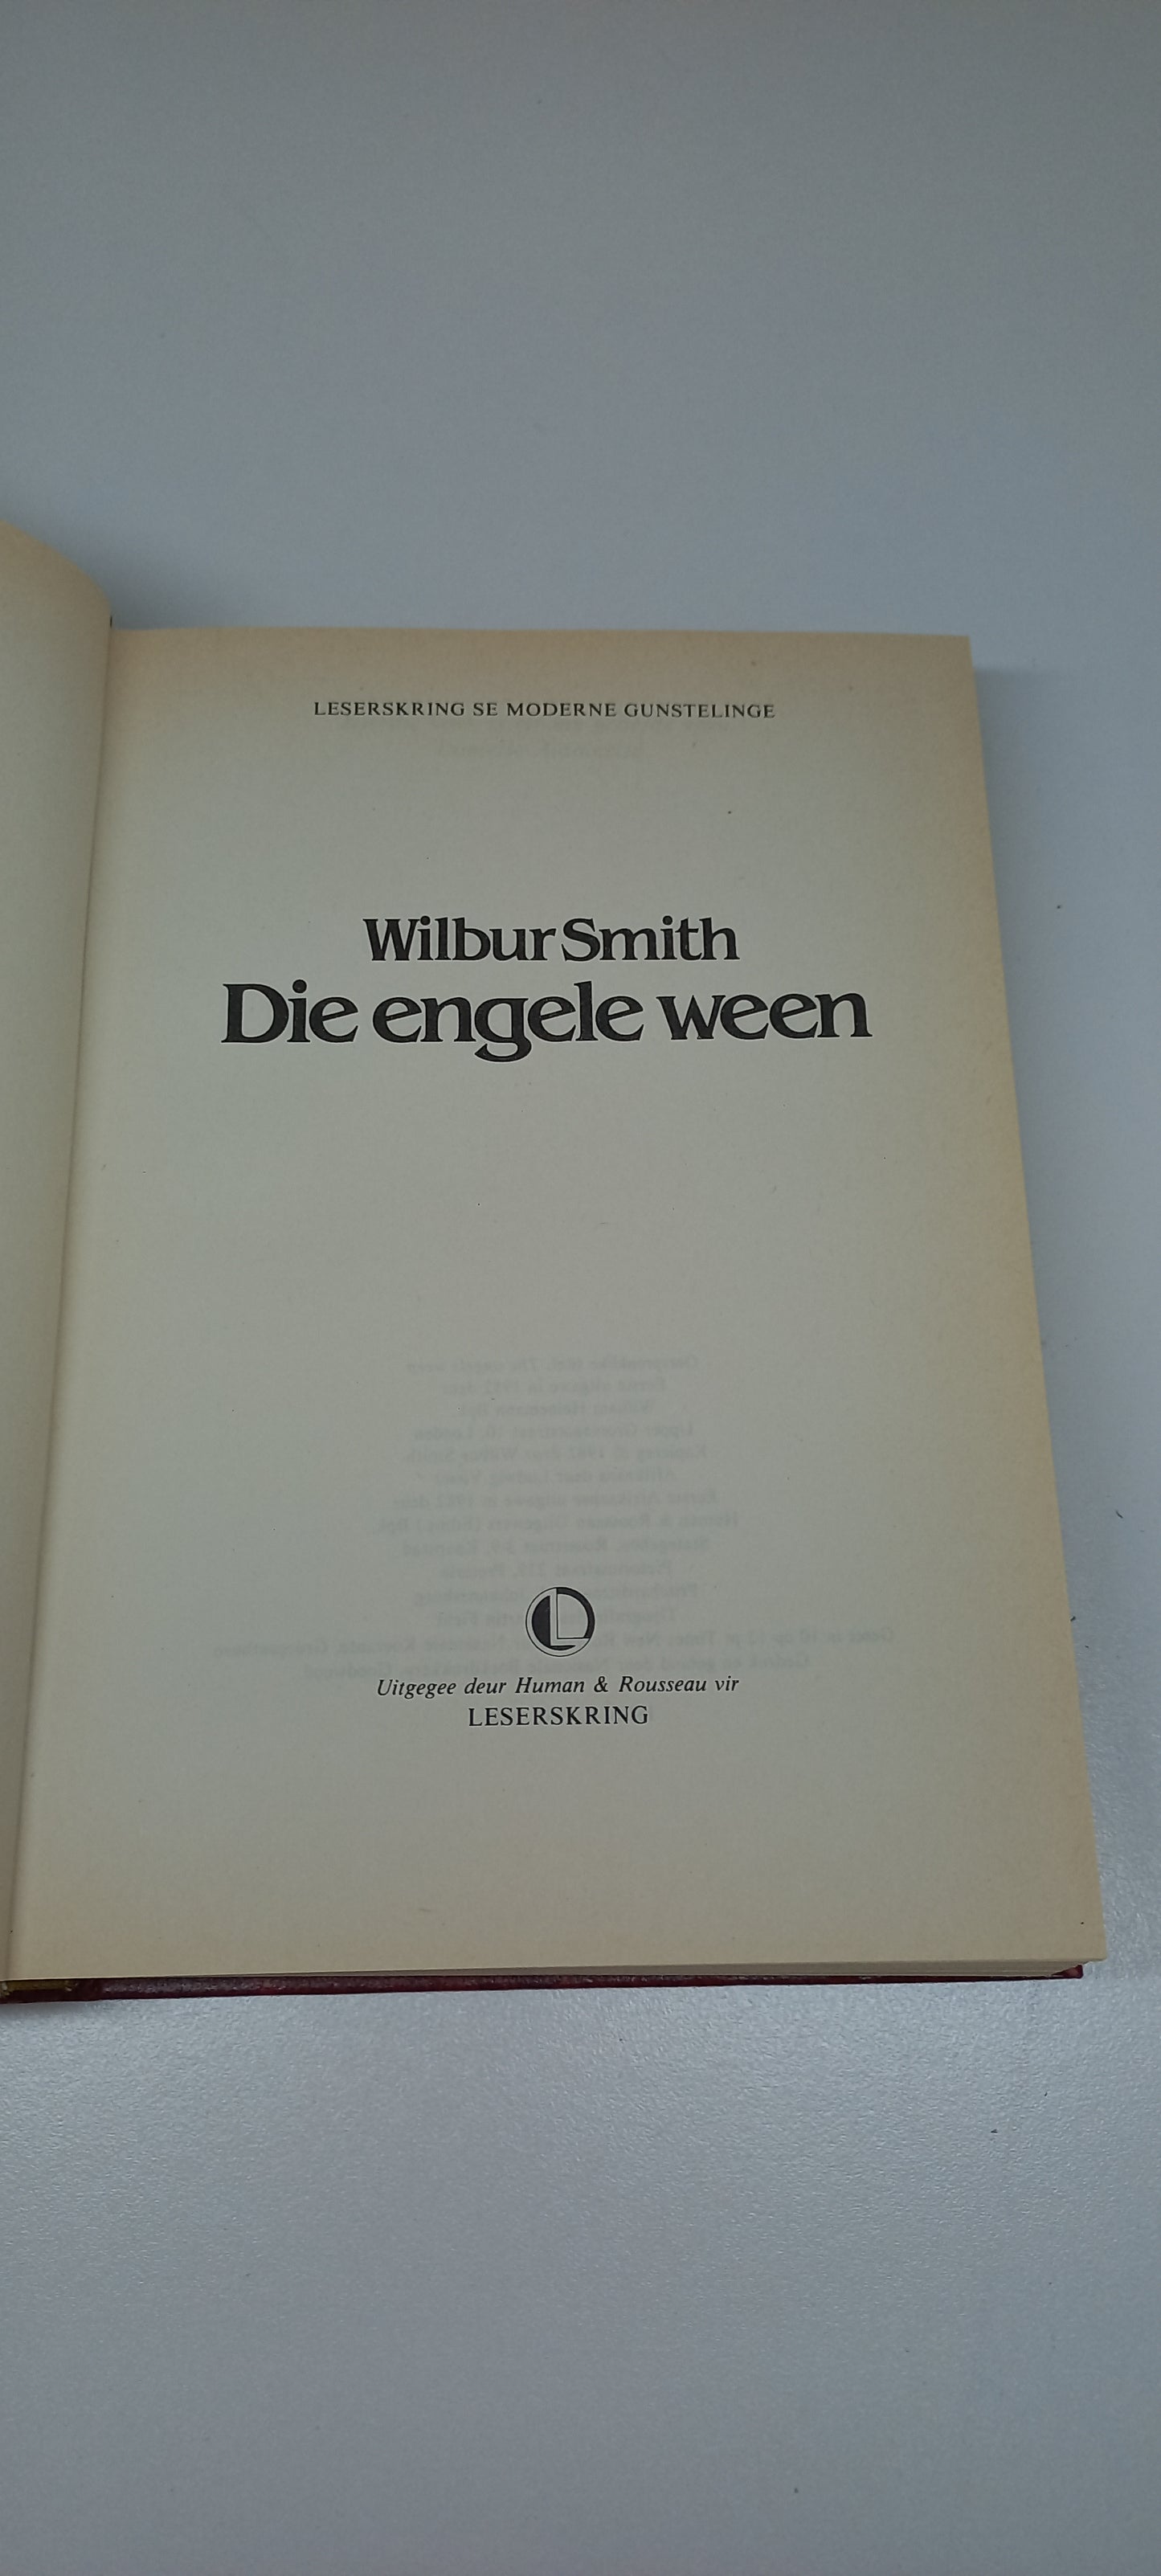 LESERSKRING SE MODERNE GUNSTELINGE
Wilbur Smith
Die engele ween
Uitgegee deur Human & Rousseau vir
LESERSKRING